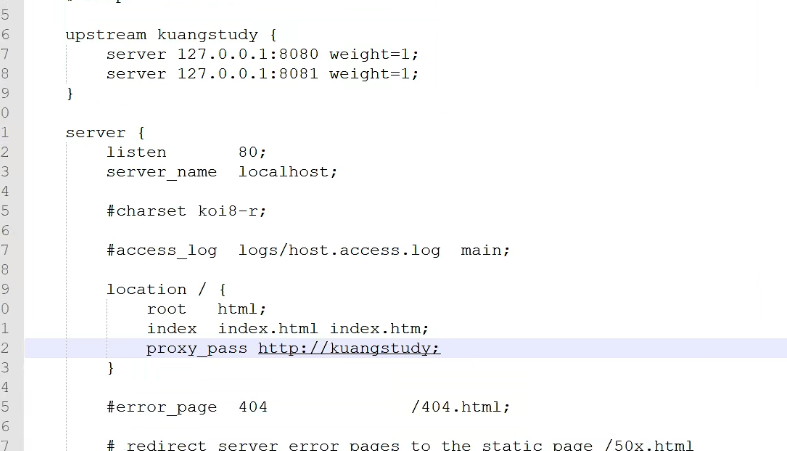 5
6 upstream kuangstudy {
7 server 127.0.0.1:8080 weight=1;
8 server 127.0.0.1:8081 weight=1;
9 }
0
1 server {
2 listen 80;
3 server_name localhost;
4
5 #charset koi8-r;
6
7 #access_log logs/host.access.log main;
8
9 location / {
0 root html;
1 index index.html index.htm;
2 proxy_pass http://kuangstudy;
3 }
4
5 #error_page 404 /404.html;
6
7 # redirect server error pages to the static page /50x.html